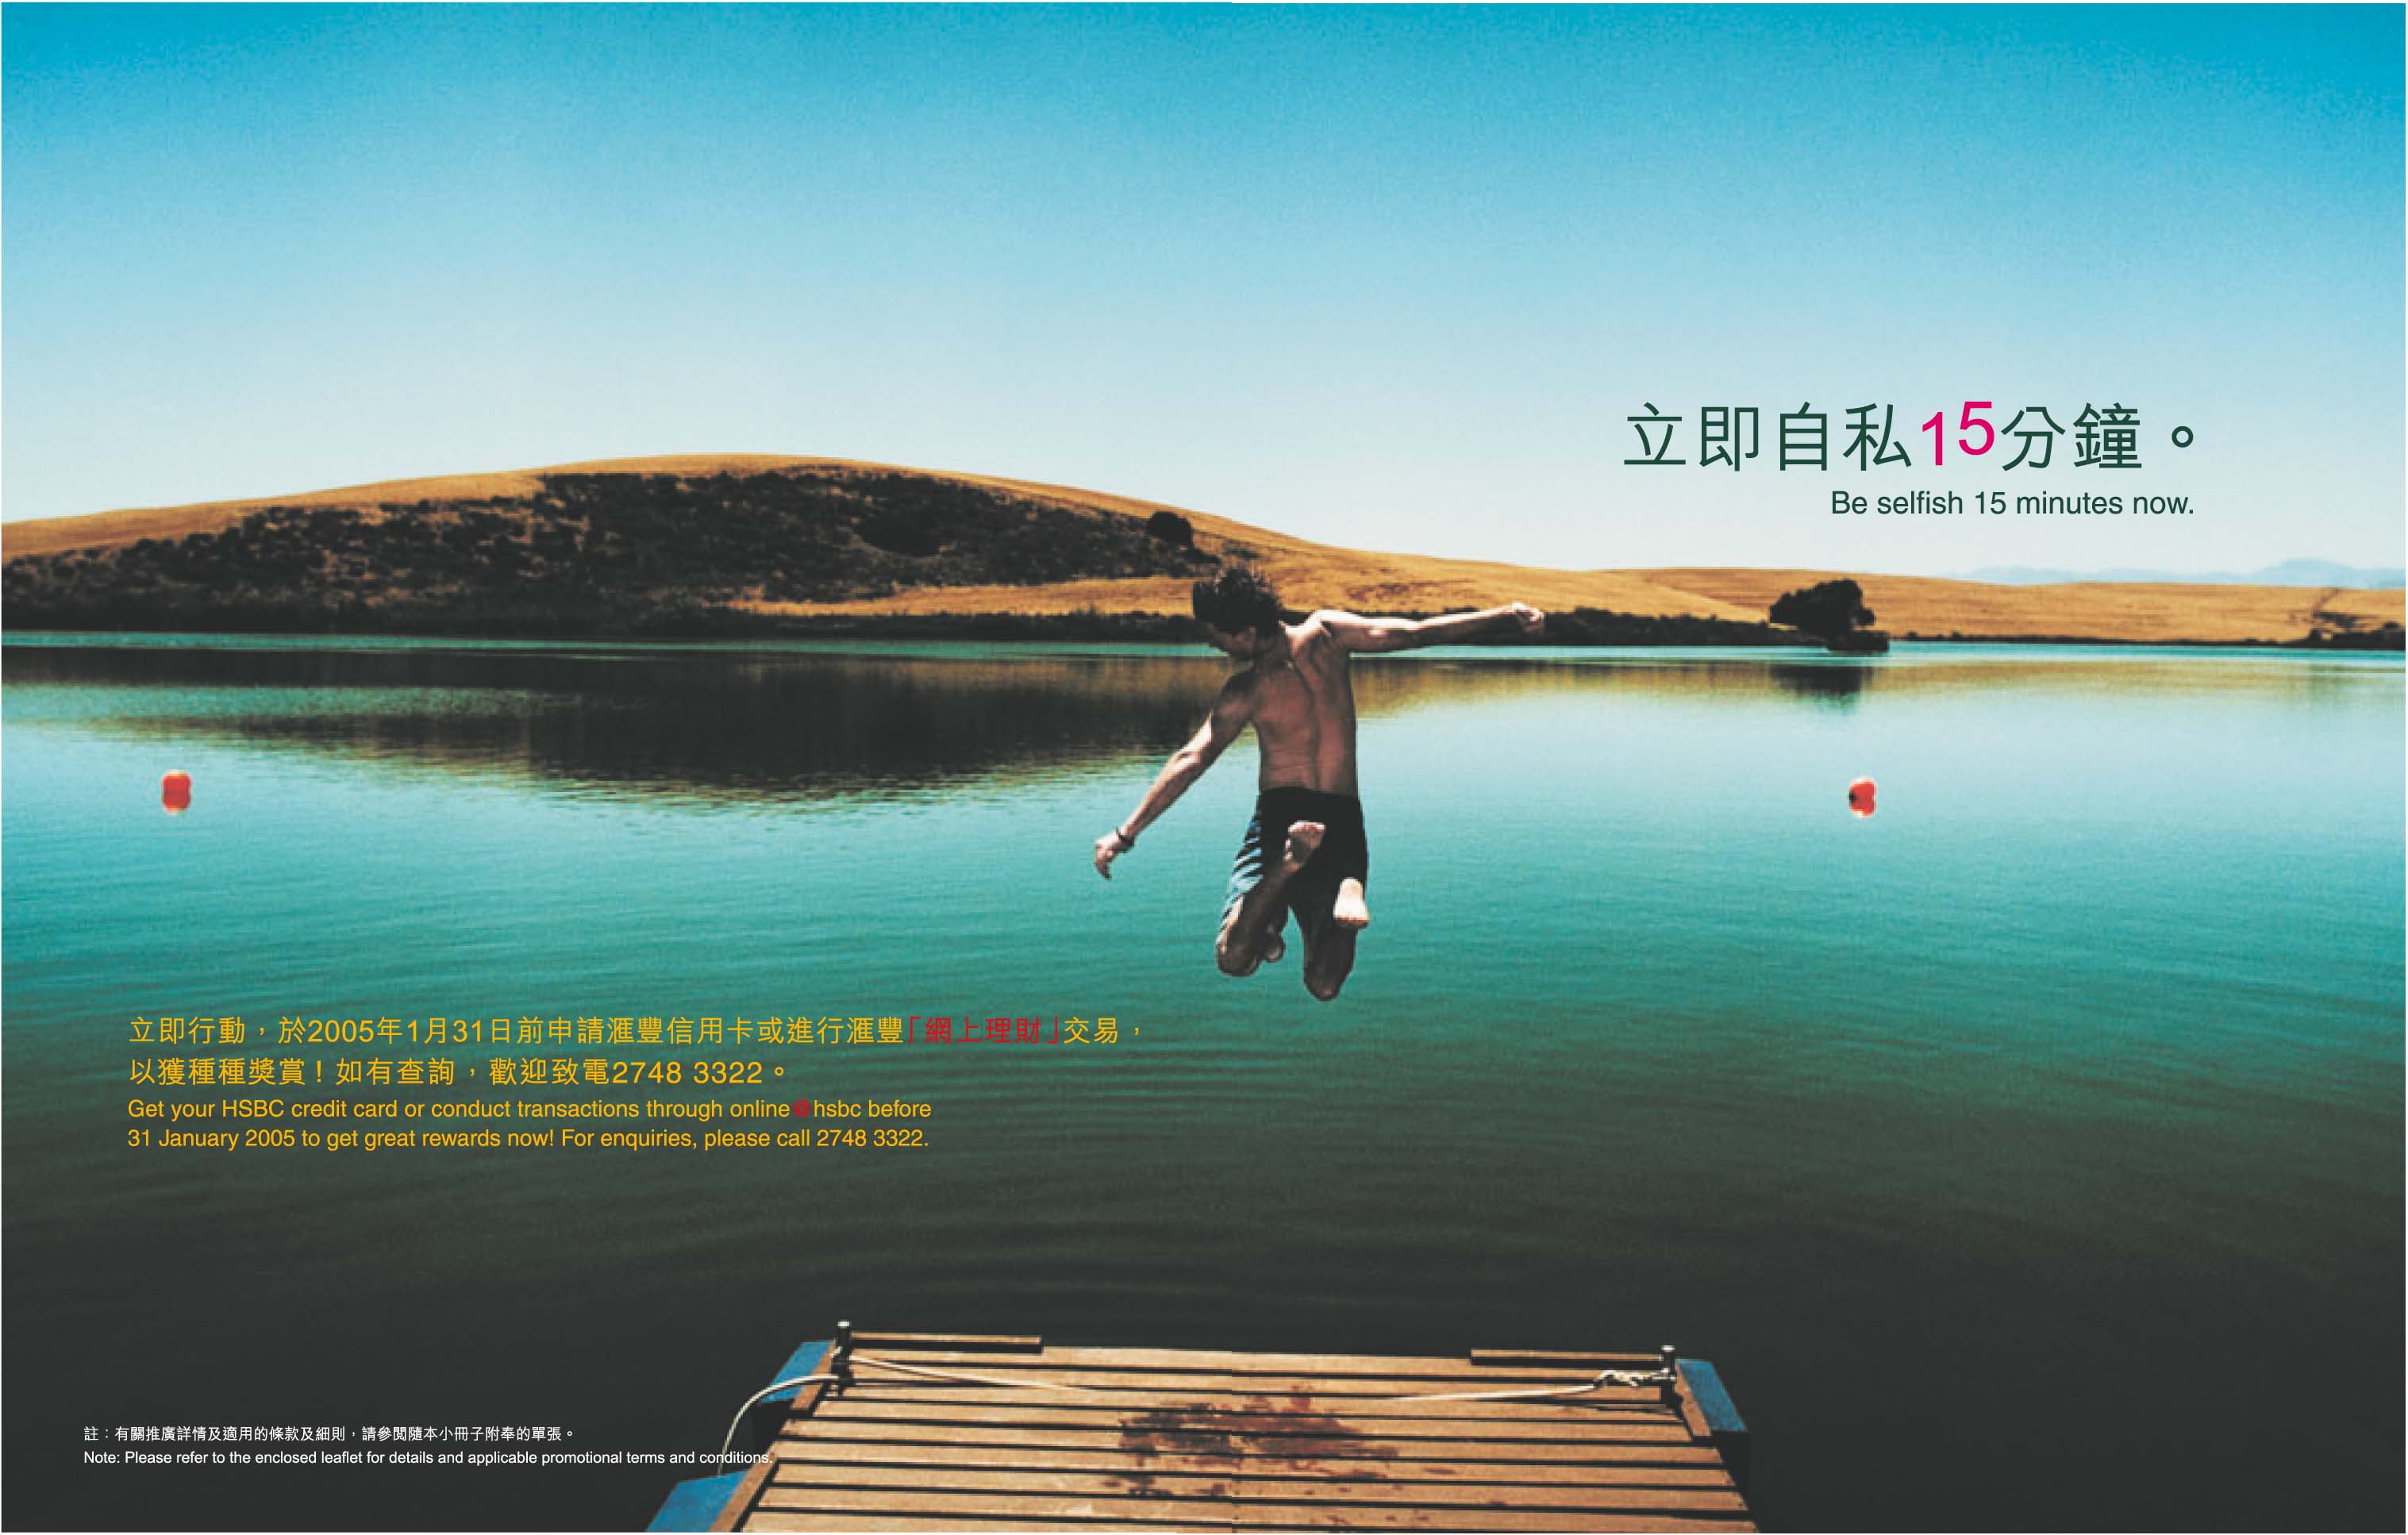 立即自私15分鐘。
Be selfish 15 minutes now.
立即行動，於2005年1月31日前申請滙豐信用卡或進行滙豐「網上理財」交易，
以獲種種獎賞！如有查詢，歡迎致電2748 3322。
Get your HSBC credit card or conduct transactions through online@hsbc before
31 January 2005 to get great rewards now! For enquiries, please call 2748 3322.
註：有關推廣詳情及適用的條款及細則，請參閱隨本小冊子附奉的單張。
Note: Please refer to the enclosed leaflet for details and applicable promotional terms and conditions.